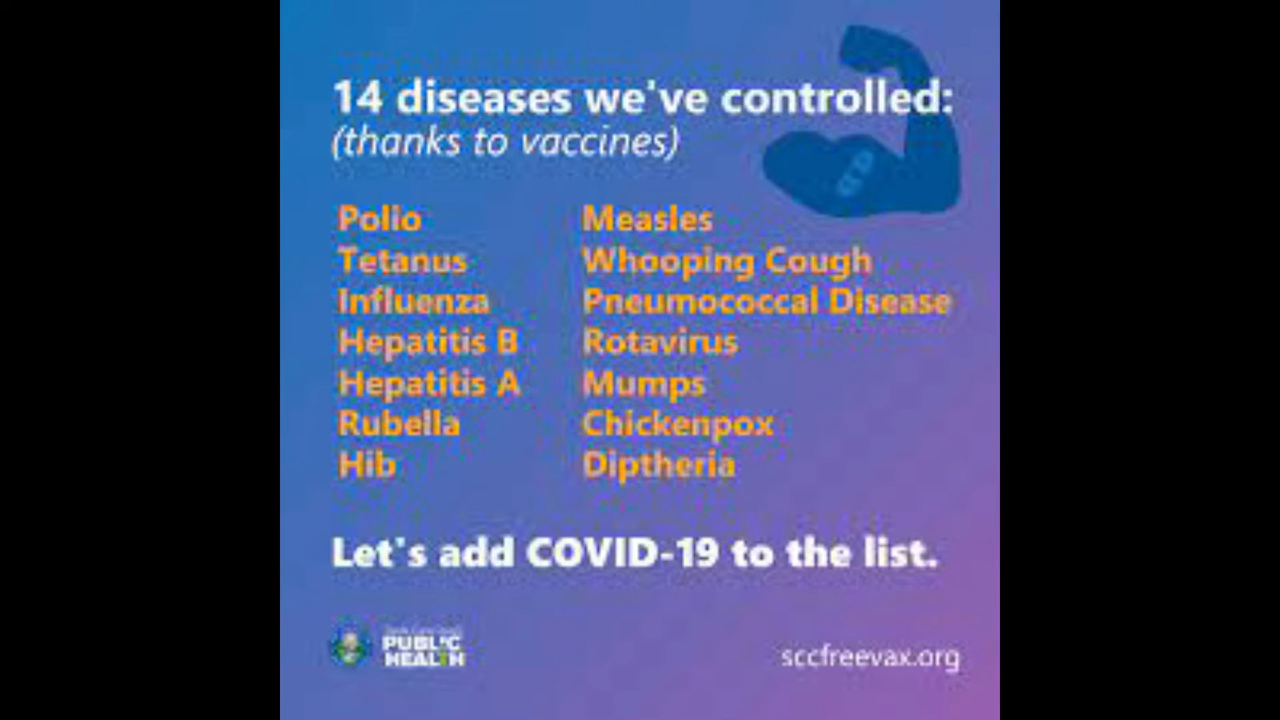 14 diseases we've controlled:
(thanks to vaccines)
Polio
Tetanus
Influenza
Hepatitis B
Hepatitis A
Rubella
Hib
Measles
Whooping Cough
Pneumococcal Disease
Rotavirus
Mumps
Chickenpox
Diptheria
Let's add COVID-19 to the list.
PUBLIC
HEALTH
sccfreevax.org